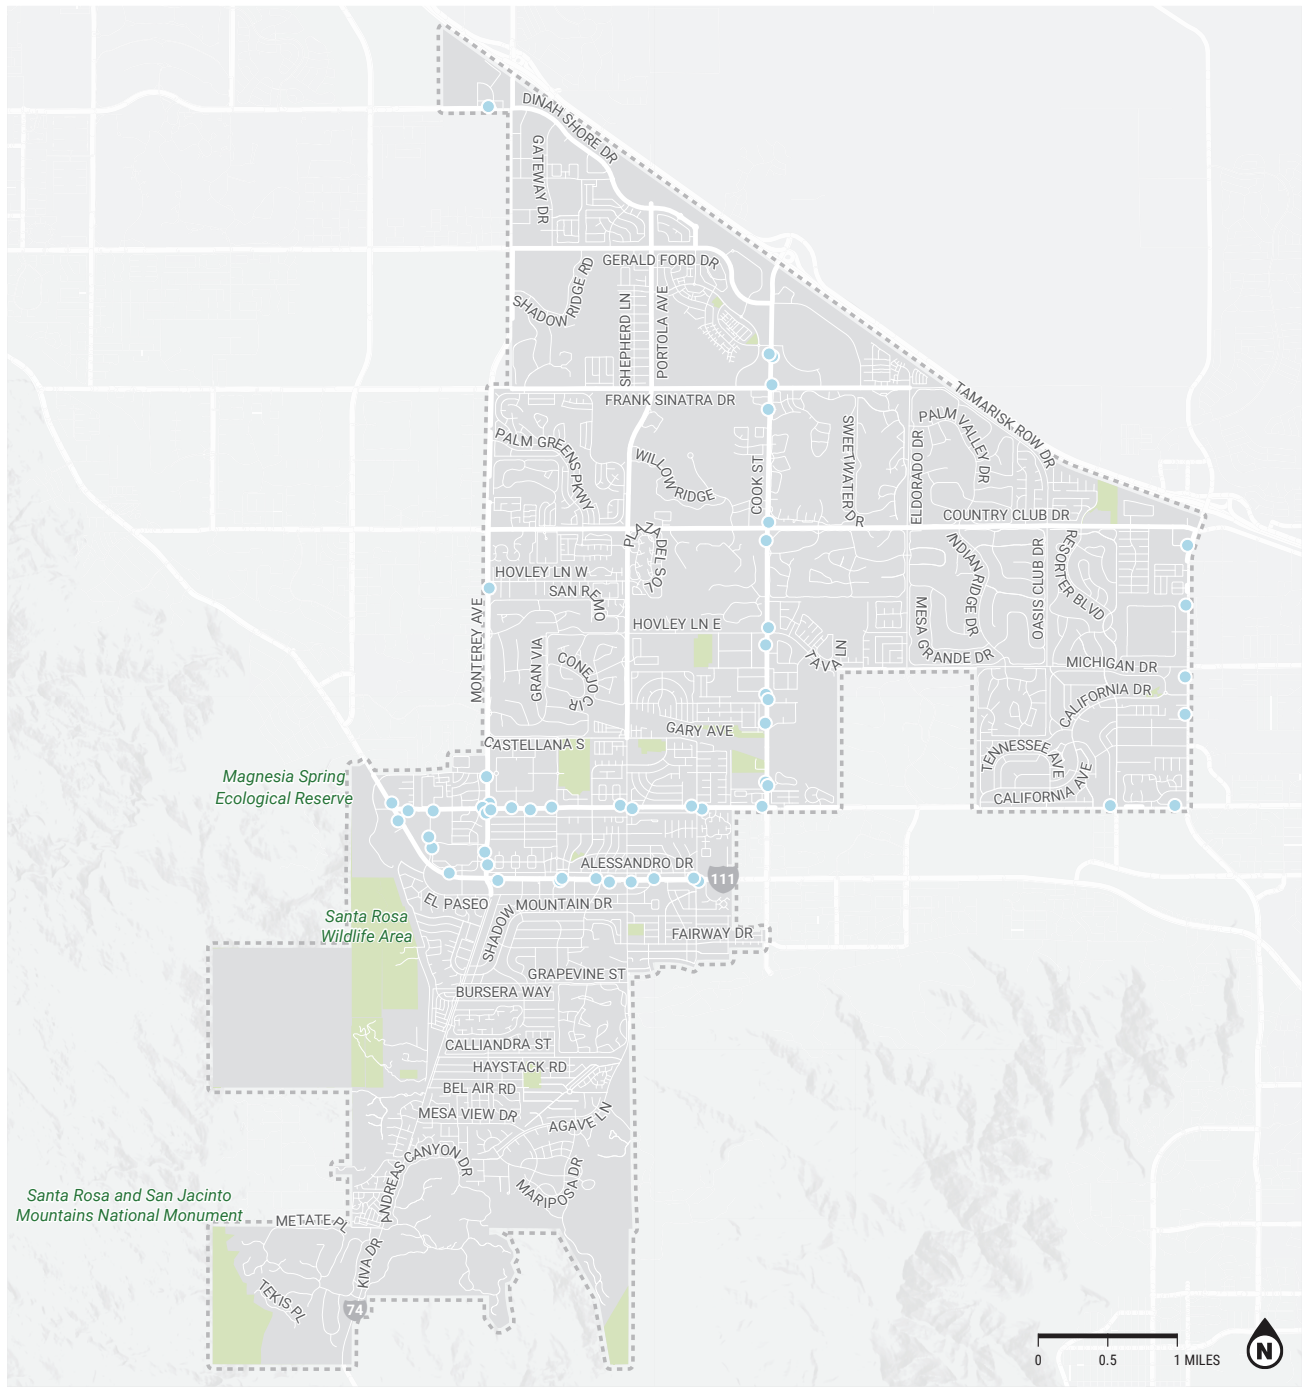 DINAH SHORE DR
GATEWAY DR
GERALD FORD DR
SHADOW RIDGE RD
SHEPHERD LN
PORTOLA AVE
FRANK SINATRA DR
TAMARISK ROW DR
PALM VALLEY DR
PALM GREENS PKWY
WILLOW RIDGE
COOK ST
SWEETWATER DR
ELDORADO DR
COUNTRY CLUB DR
PLAZA DEL SOL
HOVLEY LN W
SAN REMO
INDIAN RIDGE DR
OASIS CLUB DR
RESORTER BLVD
MONTEREY AVE
HOVLEY LN E
MESA GRANDE DR
GRAN VIA
CONEJO CIR
TAVA LN
MICHIGAN DR
CALIFORNIA DR
GARY AVE
CASTELLANA S
TENNESSEE AVE
CALIFORNIA AVE
Magnesia Spring
Ecological Reserve
ALESSANDRO DR
111
EL PASEO
SHADOW MOUNTAIN DR
Santa Rosa
Wildlife Area
FAIRWAY DR
GRAPEVINE ST
BURSERA WAY
CALLIANDRA ST
HAYSTACK RD
BEL AIR RD
MESA VIEW DR
AGAVE LN
ANDREAS CANYON DR
MARIPOSA DR
Santa Rosa and San Jacinto
Mountains National Monument
METATE PL
KIVA DR
TEKIS PL
74
0 0.5 1 MILES
N